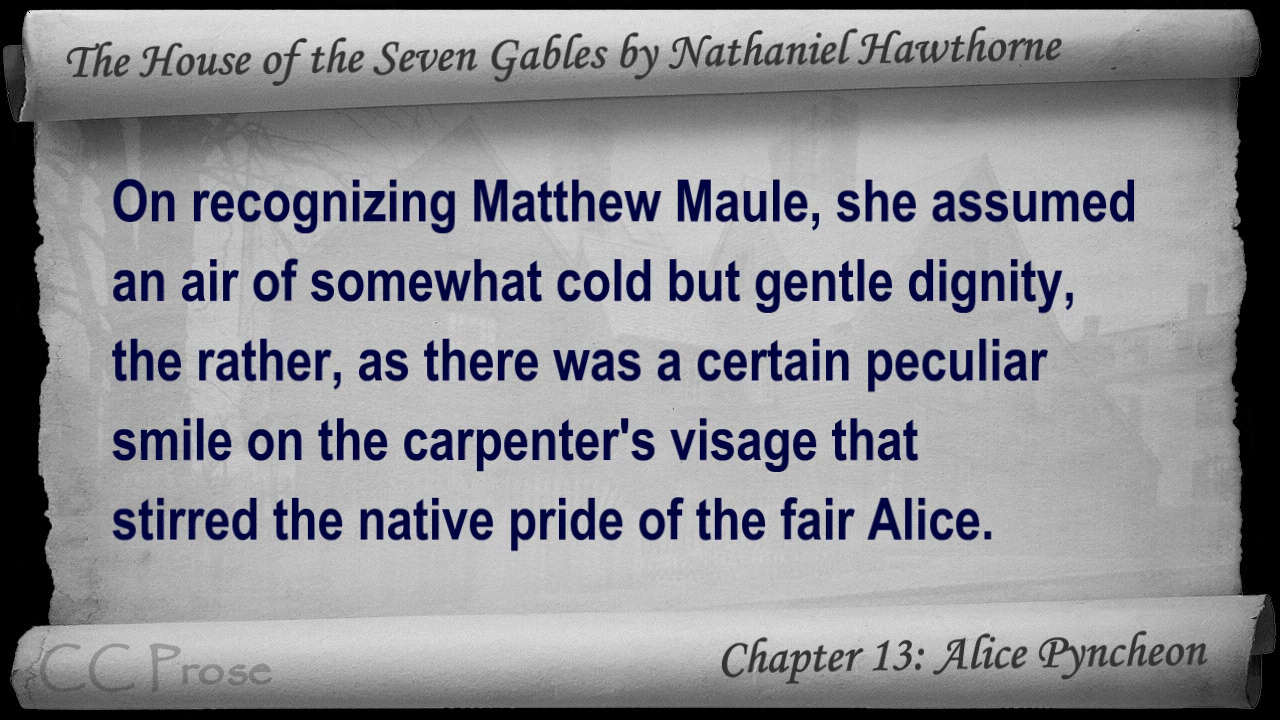 The House of the Seven Gables by Nathaniel Hawthorne
On recognizing Matthew Maule, she assumed
an air of somewhat cold but gentle dignity,
the rather, as there was a certain peculiar
smile on the carpenter's visage that
stirred the native pride of the fair Alice.
CC Prose
Chapter 13: Alice Pyncheon